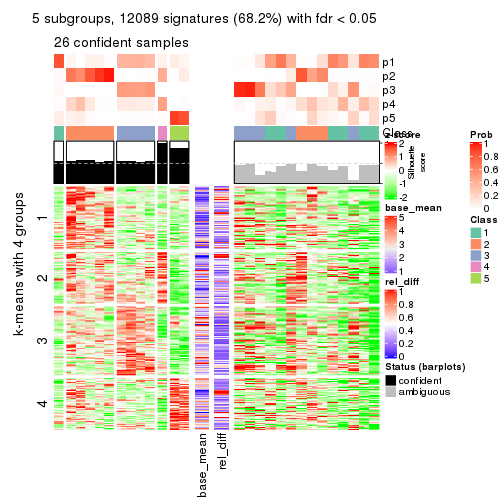 5 subgroups, 12089 signatures (68.2%) with fdr < 0.05
26 confident samples
p1
p2
p3
p4
p5
Class
z-score
2
1
0
-1
-2
Silhouette
score
k-means with 4 groups
1
2
3
4
base_mean
rel_diff
base_mean
5
4
3
2
1
rel_diff
1
0.8
0.6
0.4
0.2
0
Status (barplots)
confident
ambiguous
Prob
1
0.8
0.6
0.4
0.2
0
Class
1
2
3
4
5